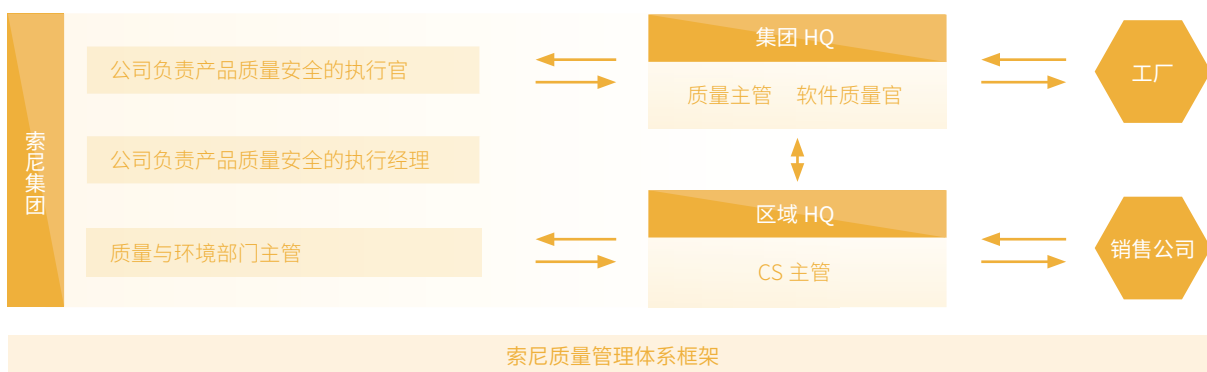 索尼集团
公司负责产品质量安全的执行官
公司负责产品质量安全的执行经理
质量与环境部门主管
集团 HQ
质量主管 软件质量官
区域 HQ
CS 主管
工厂
销售公司
索尼质量管理体系框架